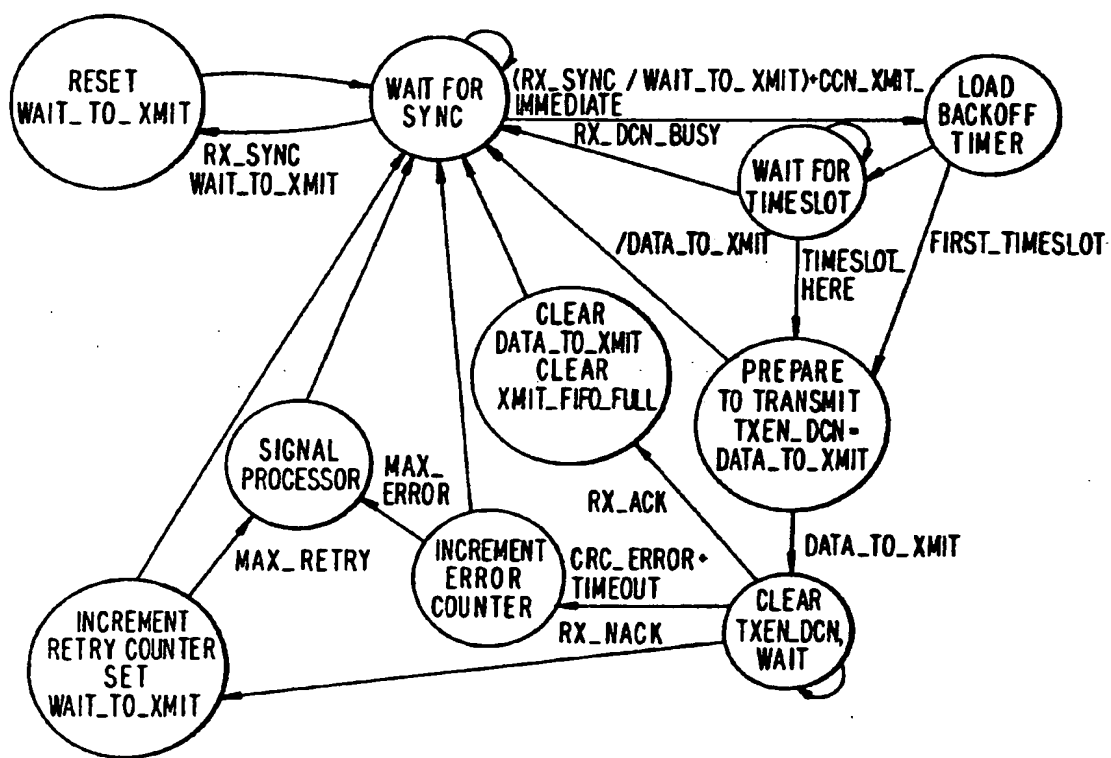 RESET
WAIT_TO_XMIT
WAIT FOR
SYNC
(RX_SYNC / WAIT_TO_XMIT)+CCN_XMIT_
IMMEDIATE
LOAD
BACKOFF
TIMER
RX_DCN_BUSY
RX_SYNC
WAIT_TO_XMIT
WAIT FOR
TIMESLOT
/DATA_TO_XMIT
TIMESLOT_
HERE
FIRST_TIMESLOT
CLEAR
DATA_TO_XMIT
CLEAR
XMIT_FIFO_FULL
PREPARE
TO TRANSMIT
TXEN_DCN=
DATA_TO_XMIT
SIGNAL
PROCESSOR
MAX_
ERROR
RX_ACK
DATA_TO_XMIT
MAX_RETRY
INCREMENT
ERROR
COUNTER
CRC_ERROR+
TIMEOUT
CLEAR
TXEN_DCN,
WAIT
RX_NACK
INCREMENT
RETRY COUNTER
SET
WAIT_TO_XMIT